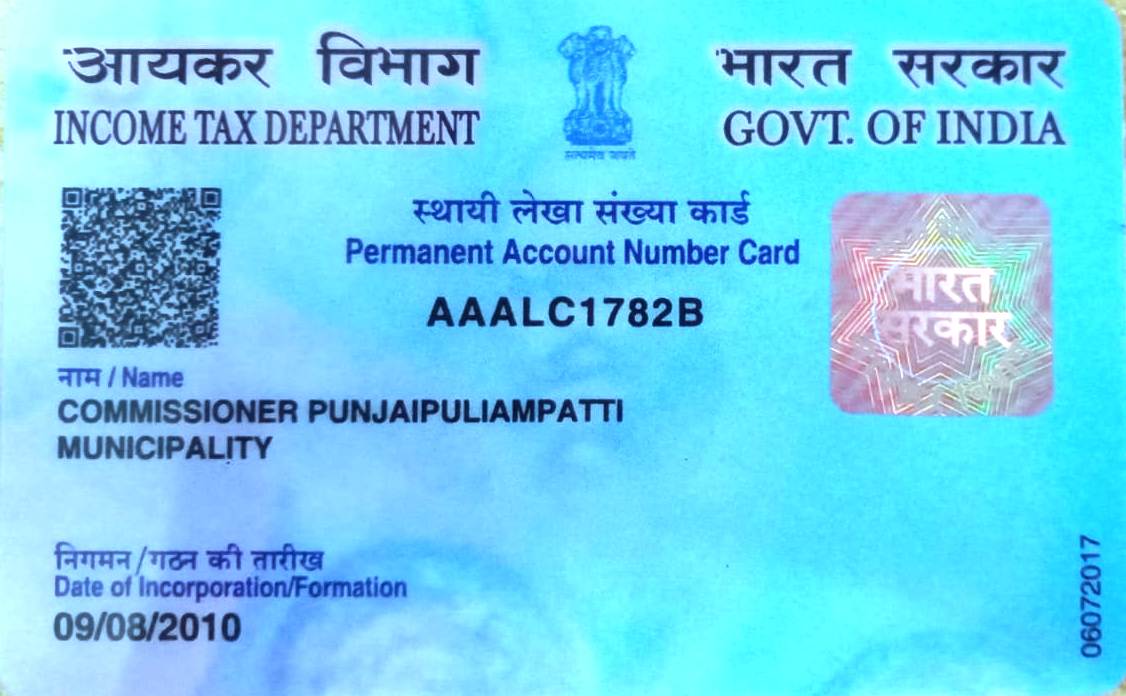 आयकर विभाग
INCOME TAX DEPARTMENT
सत्यमेव जयते
भारत सरकार
GOVT. OF INDIA
स्थायी लेखा संख्या कार्ड
Permanent Account Number Card
AAALC1782B
भारत
सरकार
नाम / Name
COMMISSIONER PUNJAIPULIAMPATTI
MUNICIPALITY
निगमन/गठन की तारीख
Date of Incorporation/Formation
09/08/2010
06072017